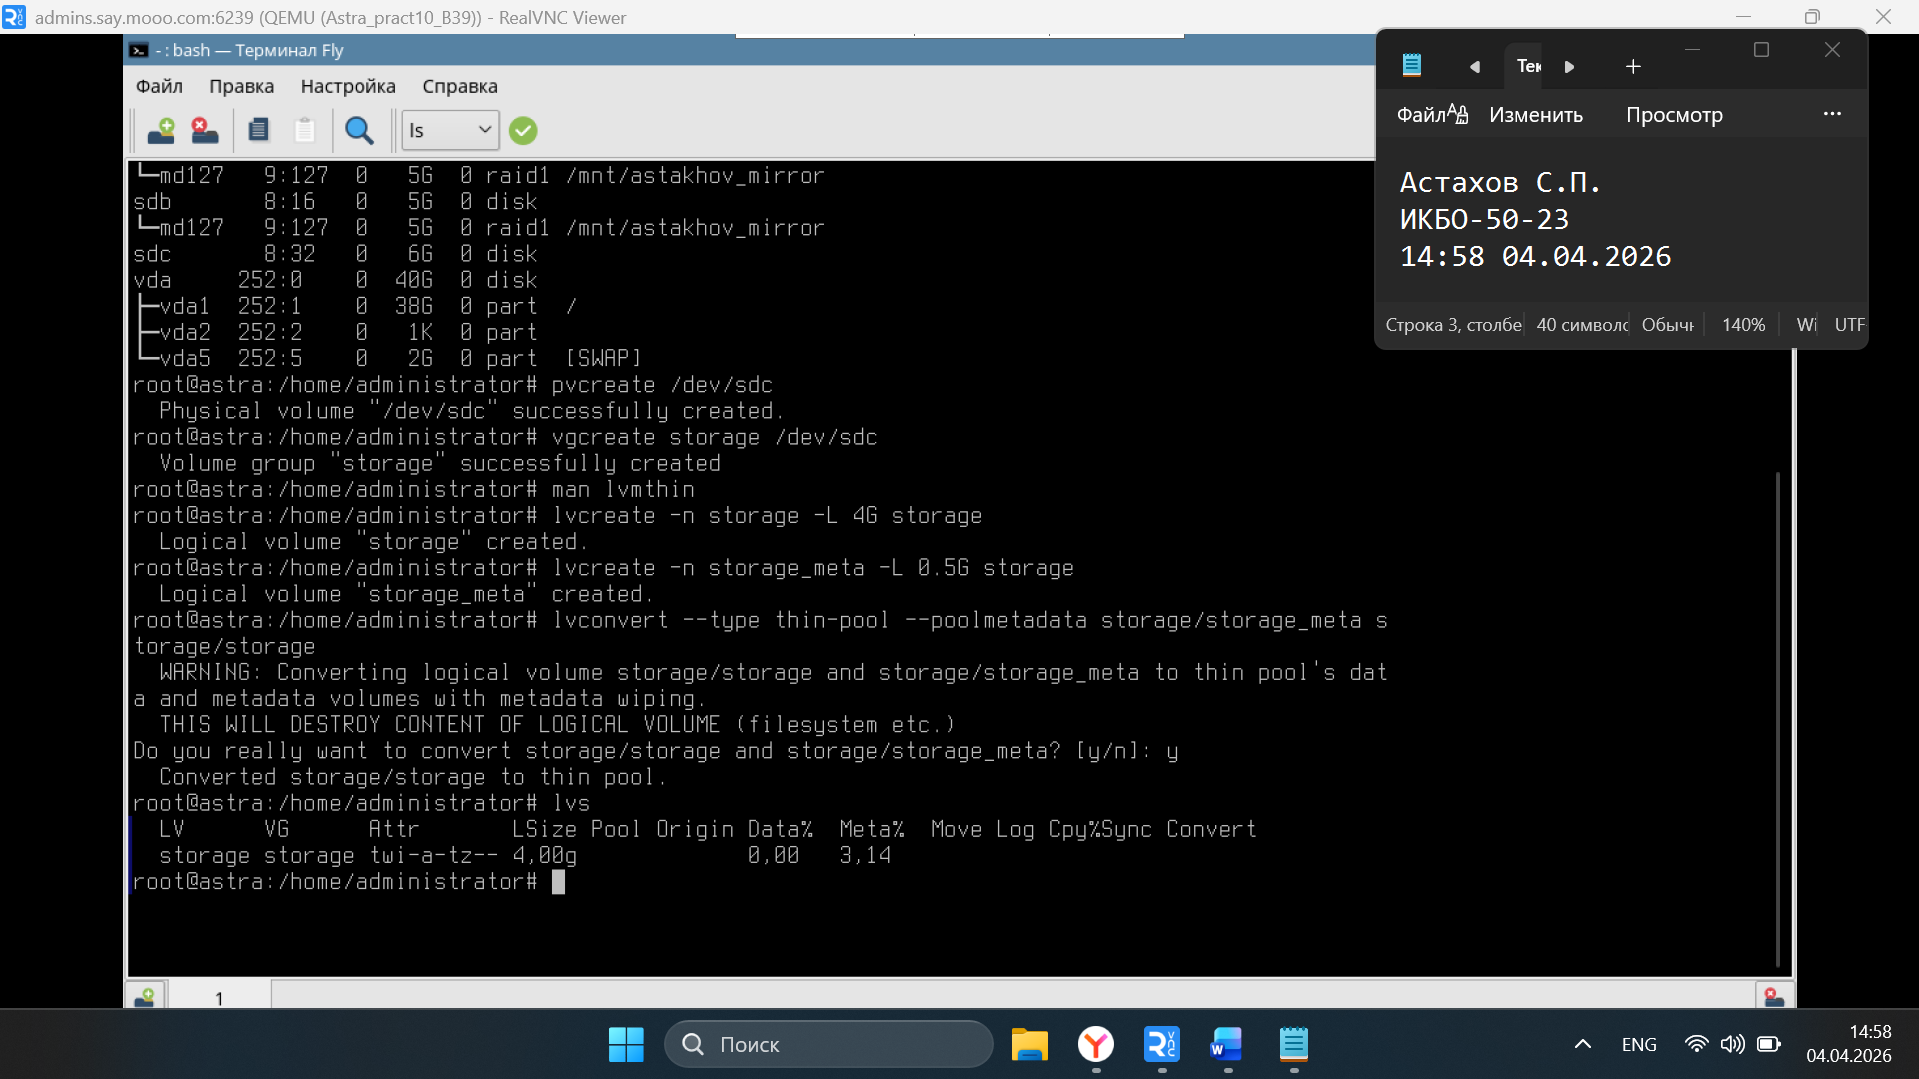 admins.say.mooo.com:6239 (QEMU (Astra_pract10_B39)) - RealVNC Viewer
- : bash — Терминал Fly
Файл Правка Настройка Справка
ls
└─md127   9:127  0   5G  0 raid1 /mnt/astakhov_mirror
sdb       8:16   0   5G  0 disk
└─md127   9:127  0   5G  0 raid1 /mnt/astakhov_mirror
sdc       8:32   0   6G  0 disk
vda     252:0    0  40G  0 disk
├─vda1  252:1    0  38G  0 part  /
├─vda2  252:2    0   1K  0 part
└─vda5  252:5    0   2G  0 part  [SWAP]
root@astra:/home/administrator# pvcreate /dev/sdc
  Physical volume "/dev/sdc" successfully created.
root@astra:/home/administrator# vgcreate storage /dev/sdc
  Volume group "storage" successfully created
root@astra:/home/administrator# man lvmthin
root@astra:/home/administrator# lvcreate -n storage -L 4G storage
  Logical volume "storage" created.
root@astra:/home/administrator# lvcreate -n storage_meta -L 0.5G storage
  Logical volume "storage_meta" created.
root@astra:/home/administrator# lvconvert --type thin-pool --poolmetadata storage/storage_meta s
torage/storage
  WARNING: Converting logical volume storage/storage and storage/storage_meta to thin pool's dat
a and metadata volumes with metadata wiping.
  THIS WILL DESTROY CONTENT OF LOGICAL VOLUME (filesystem etc.)
Do you really want to convert storage/storage and storage/storage_meta? [y/n]: y
  Converted storage/storage to thin pool.
root@astra:/home/administrator# lvs
  LV      VG      Attr       LSize Pool Origin Data%  Meta%  Move Log Cpy%Sync Convert
  storage storage twi-a-tz-- 4,00g             0,00   3,14
root@astra:/home/administrator#
1
Тек
Файл Изменить Просмотр
Астахов С.П.
ИКБО-50-23
14:58 04.04.2026
Строка 3, столбе 40 символо Обычн 140% Wi UTF
Поиск
ENG
14:58
04.04.2026